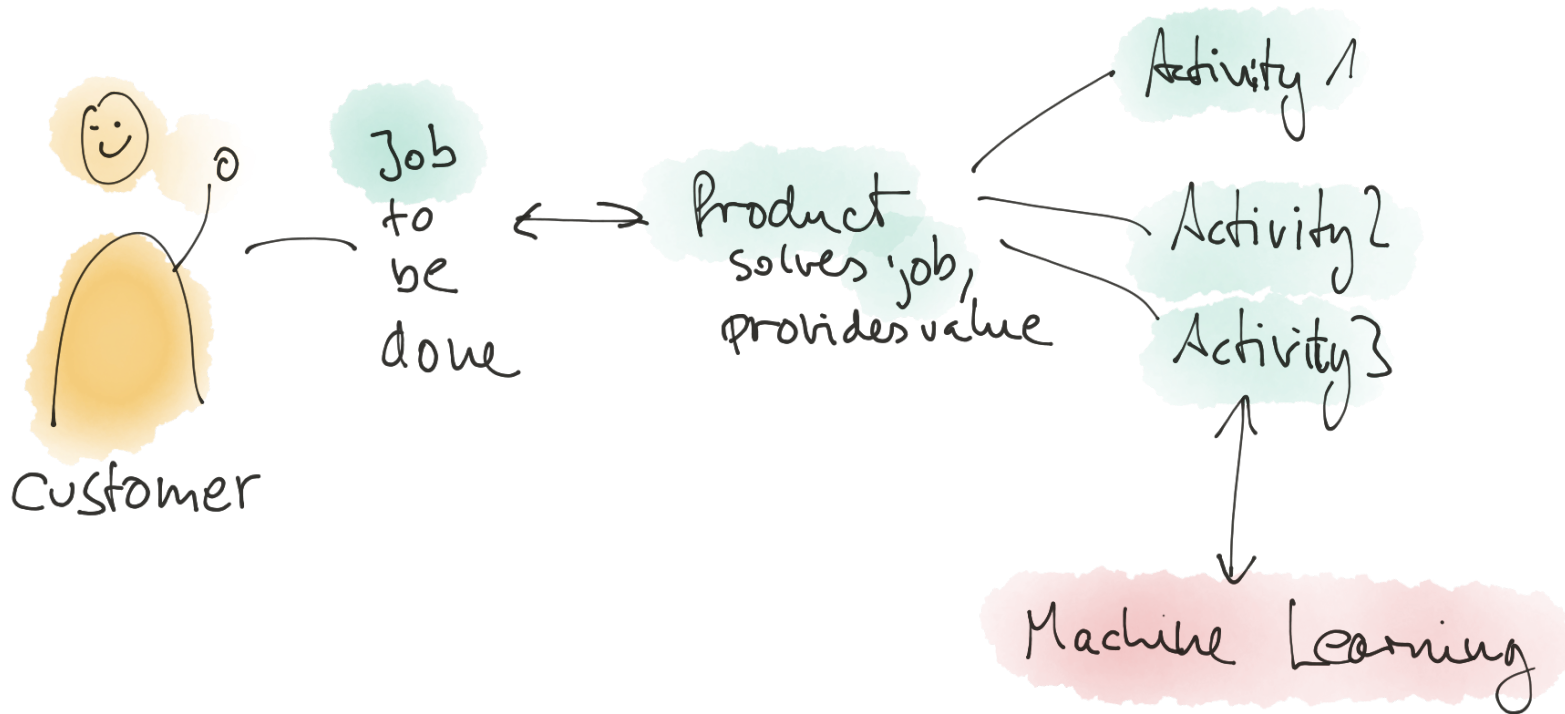 Customer
Job
to
be
done
Product
solves job,
provides value
Activity 1
Activity 2
Activity 3
Machine Learning